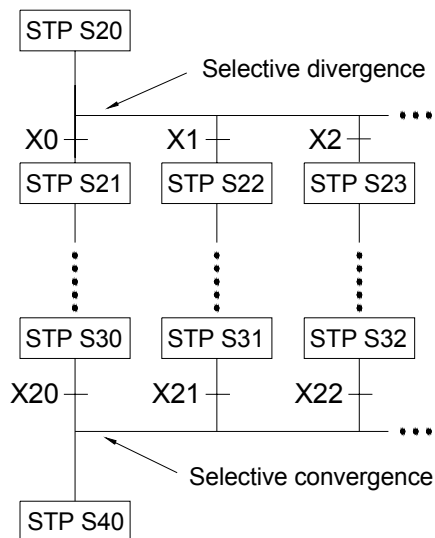 STP S20
Selective divergence
X0 X1 X2
STP S21 STP S22 STP S23
STP S30 STP S31 STP S32
X20 X21 X22
Selective convergence
STP S40